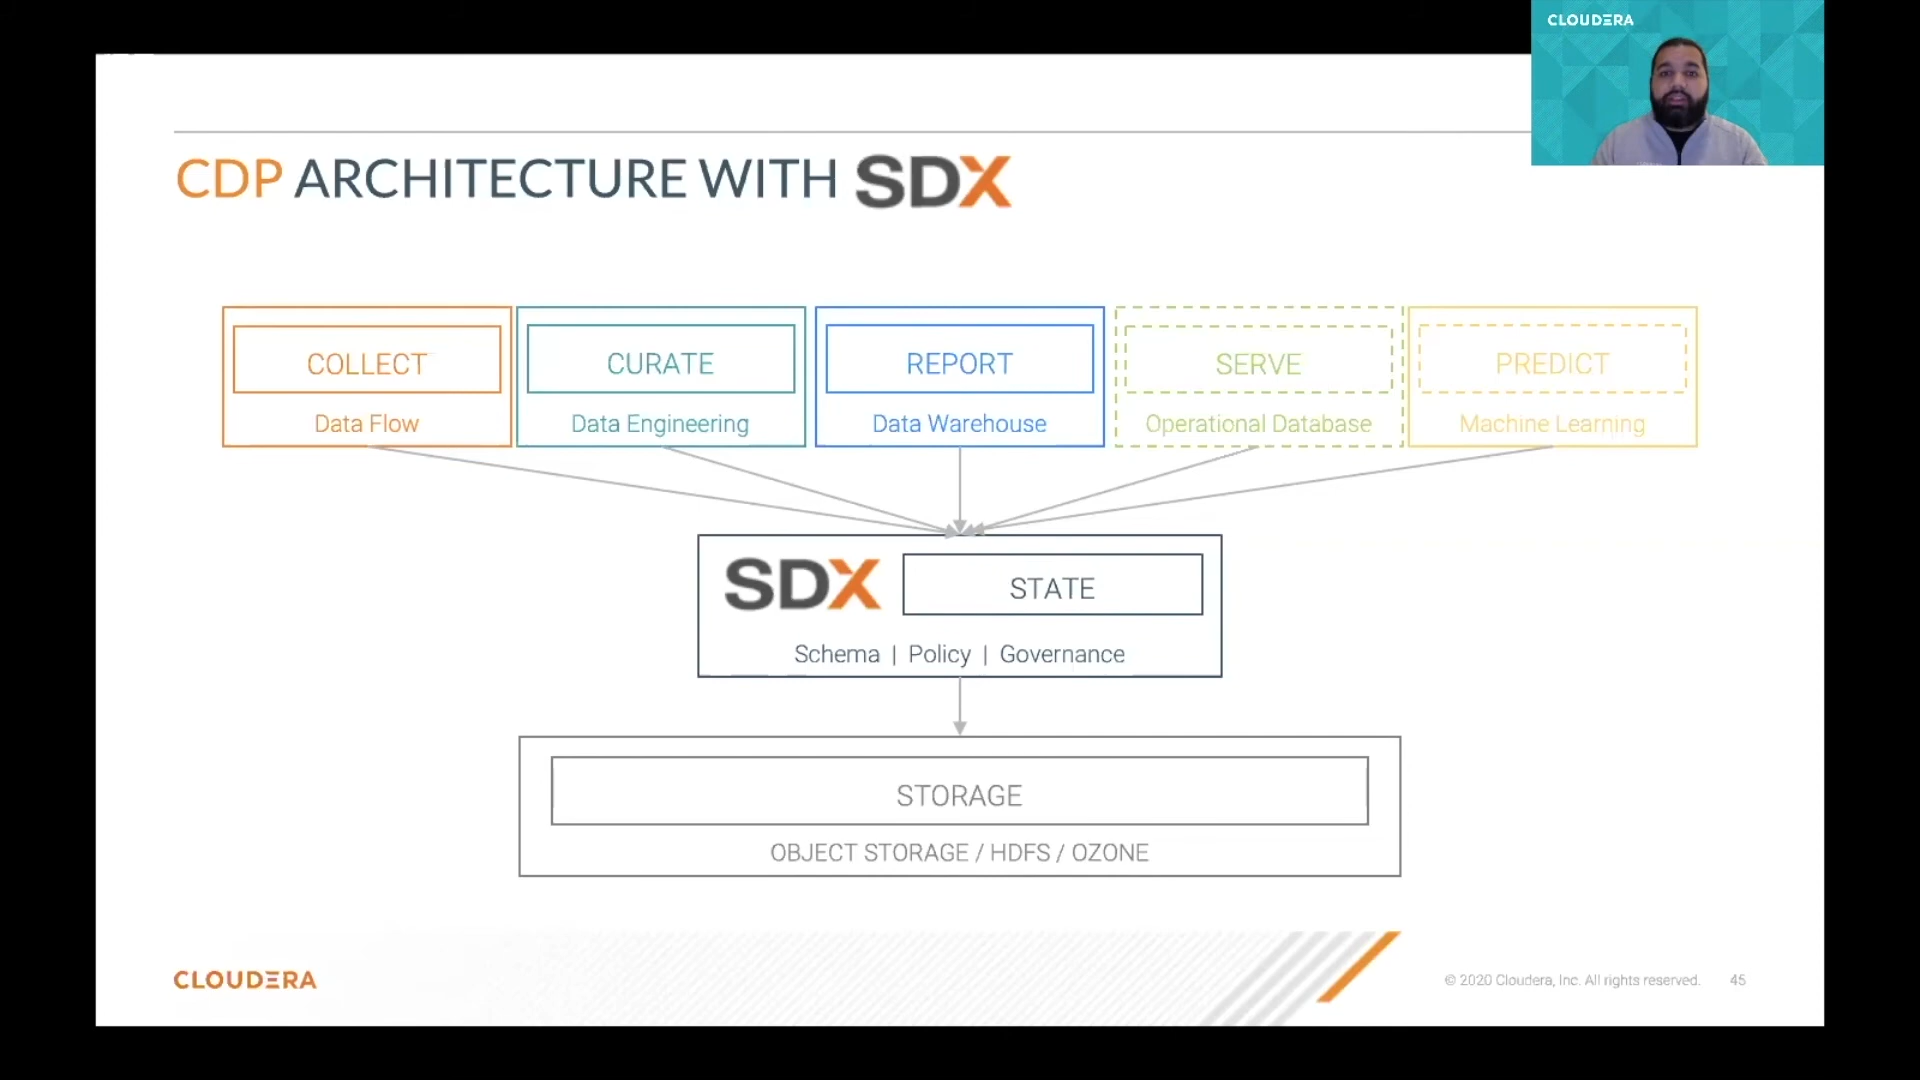 CLOUDERA
CDP ARCHITECTURE WITH SDX
COLLECT
Data Flow
CURATE
Data Engineering
REPORT
Data Warehouse
SERVE
Operational Database
PREDICT
Machine Learning
SDX
STATE
Schema | Policy | Governance
STORAGE
OBJECT STORAGE / HDFS / OZONE
CLOUDERA
© 2020 Cloudera, Inc. All rights reserved. 45